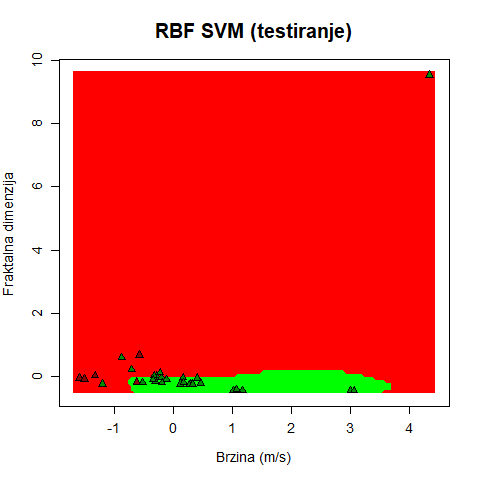 RBF SVM (testiranje)
10
8
6
4
2
0
Fraktalna dimenzija
-1 0 1 2 3 4
Brzina (m/s)